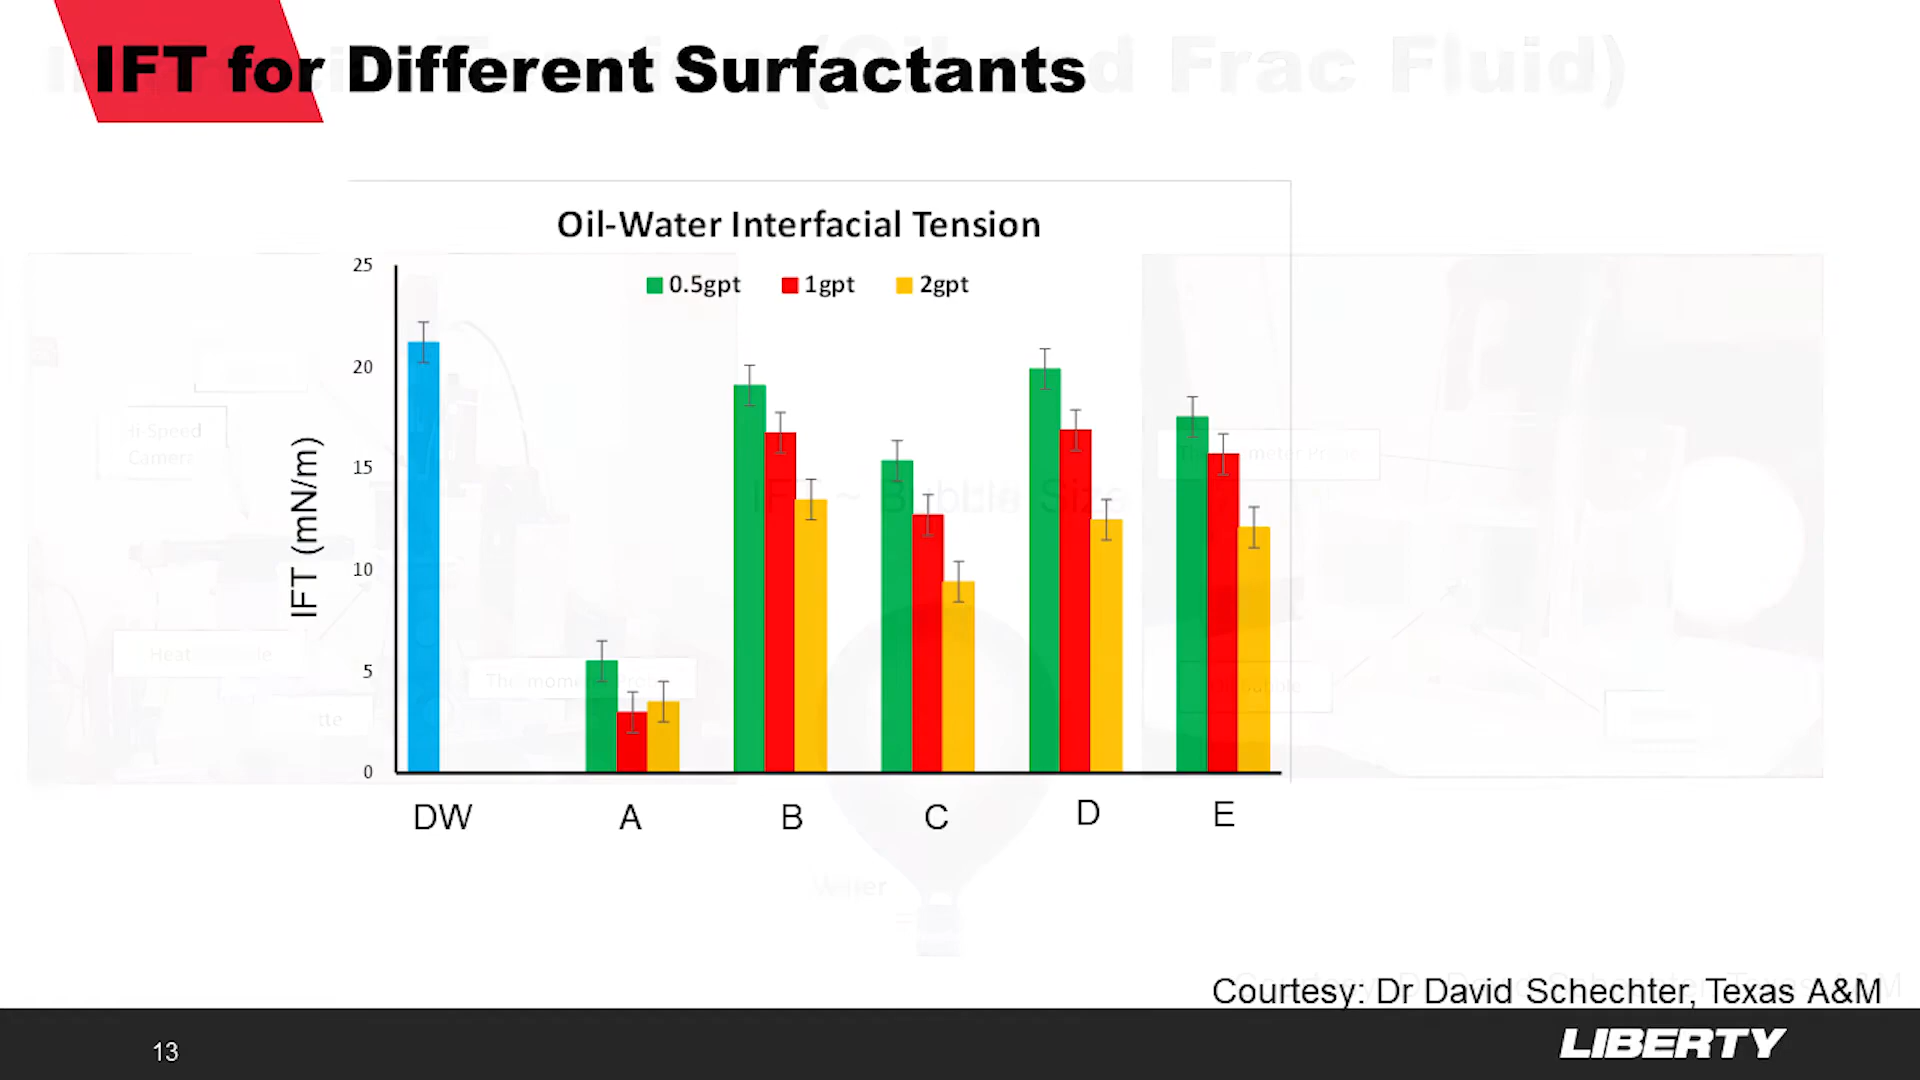 IFT for Different Surfactants
Oil-Water Interfacial Tension
0.5gpt 1gpt 2gpt
25
20
15
10
5
0
IFT (mN/m)
DW A B C D E
Courtesy: Dr David Schechter, Texas A&M
13
LIBERTY